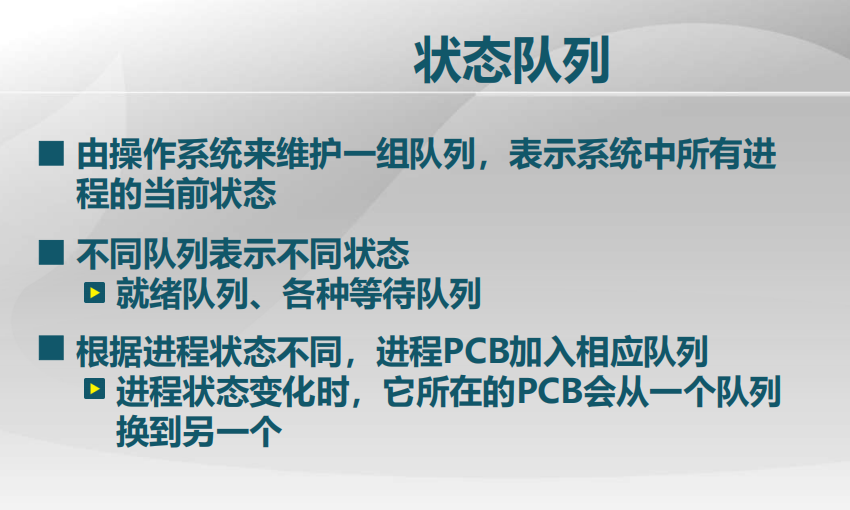 状态队列
由操作系统来维护一组队列，表示系统中所有进
程的当前状态
不同队列表示不同状态
就绪队列、各种等待队列
根据进程状态不同，进程PCB加入相应队列
进程状态变化时，它所在的PCB会从一个队列
换到另一个